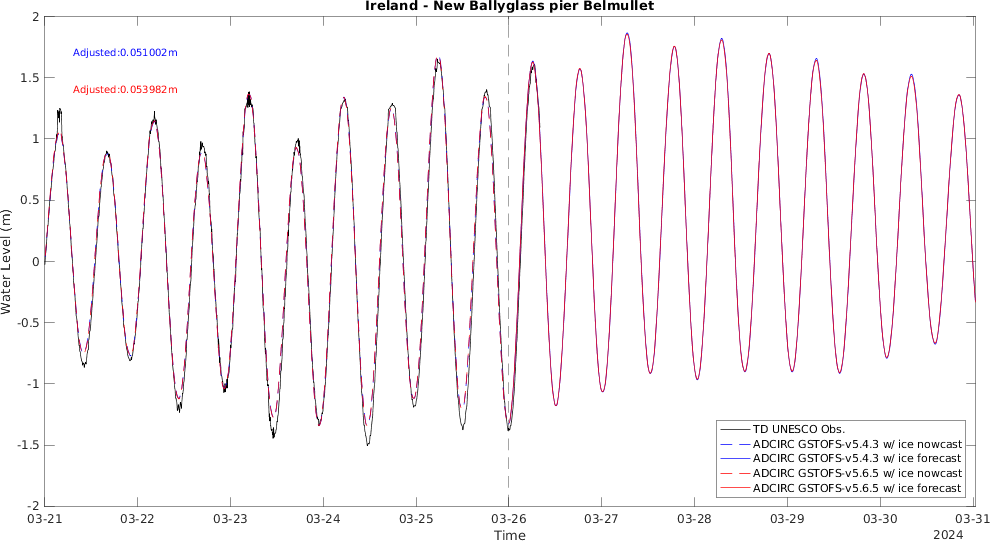 Ireland - New Ballyglass pier Belmullet
2
1.5
1
0.5
0
-0.5
-1
-1.5
-2
Water Level (m)
Adjusted:0.051002m
Adjusted:0.053982m
TD UNESCO Obs.
ADCIRC GSTOFS-v5.4.3 w/ ice nowcast
ADCIRC GSTOFS-v5.4.3 w/ ice forecast
ADCIRC GSTOFS-v5.6.5 w/ ice nowcast
ADCIRC GSTOFS-v5.6.5 w/ ice forecast
03-21 03-22 03-23 03-24 03-25 03-26 03-27 03-28 03-29 03-30 03-31
Time
2024